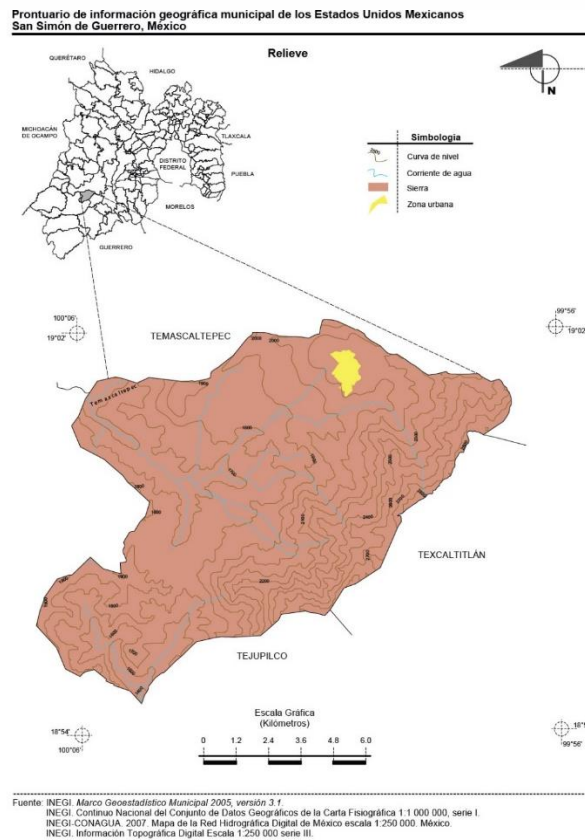 Prontuario de información geográfica municipal de los Estados Unidos Mexicanos
San Simón de Guerrero, México
Relieve
QUERÉTARO
HIDALGO
MICHOACÁN
DE OCAMPO
TLAXCALA
DISTRITO
FEDERAL
PUEBLA
MORELOS
GUERRERO
N
Simbología
Curva de nivel
Corriente de agua
Sierra
Zona urbana
100°06'
19°02'
99°56'
19°02'
TEMASCALTEPEC
Temascaltepec
TEXCALTITLÁN
TEJUPILCO
18°54'
100°06'
99°56'
Escala Gráfica
(Kilómetros)
0 1.2 2.4 3.6 4.8 6.0
Fuente: INEGI. Marco Geoestadístico Municipal 2005, versión 3.1.
INEGI. Continuo Nacional del Conjunto de Datos Geográficos de la Carta Fisiográfica 1:1 000 000, serie I.
INEGI-CONAGUA. 2007. Mapa de la Red Hidrográfica Digital de México escala 1:250 000. México.
INEGI. Información Topográfica Digital Escala 1:250 000 serie III.